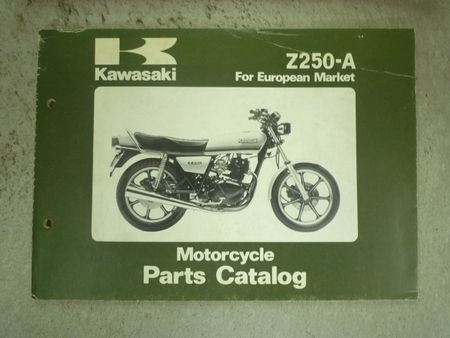 Kawasaki
Z250-A
For European Market
Motorcycle
Parts Catalog